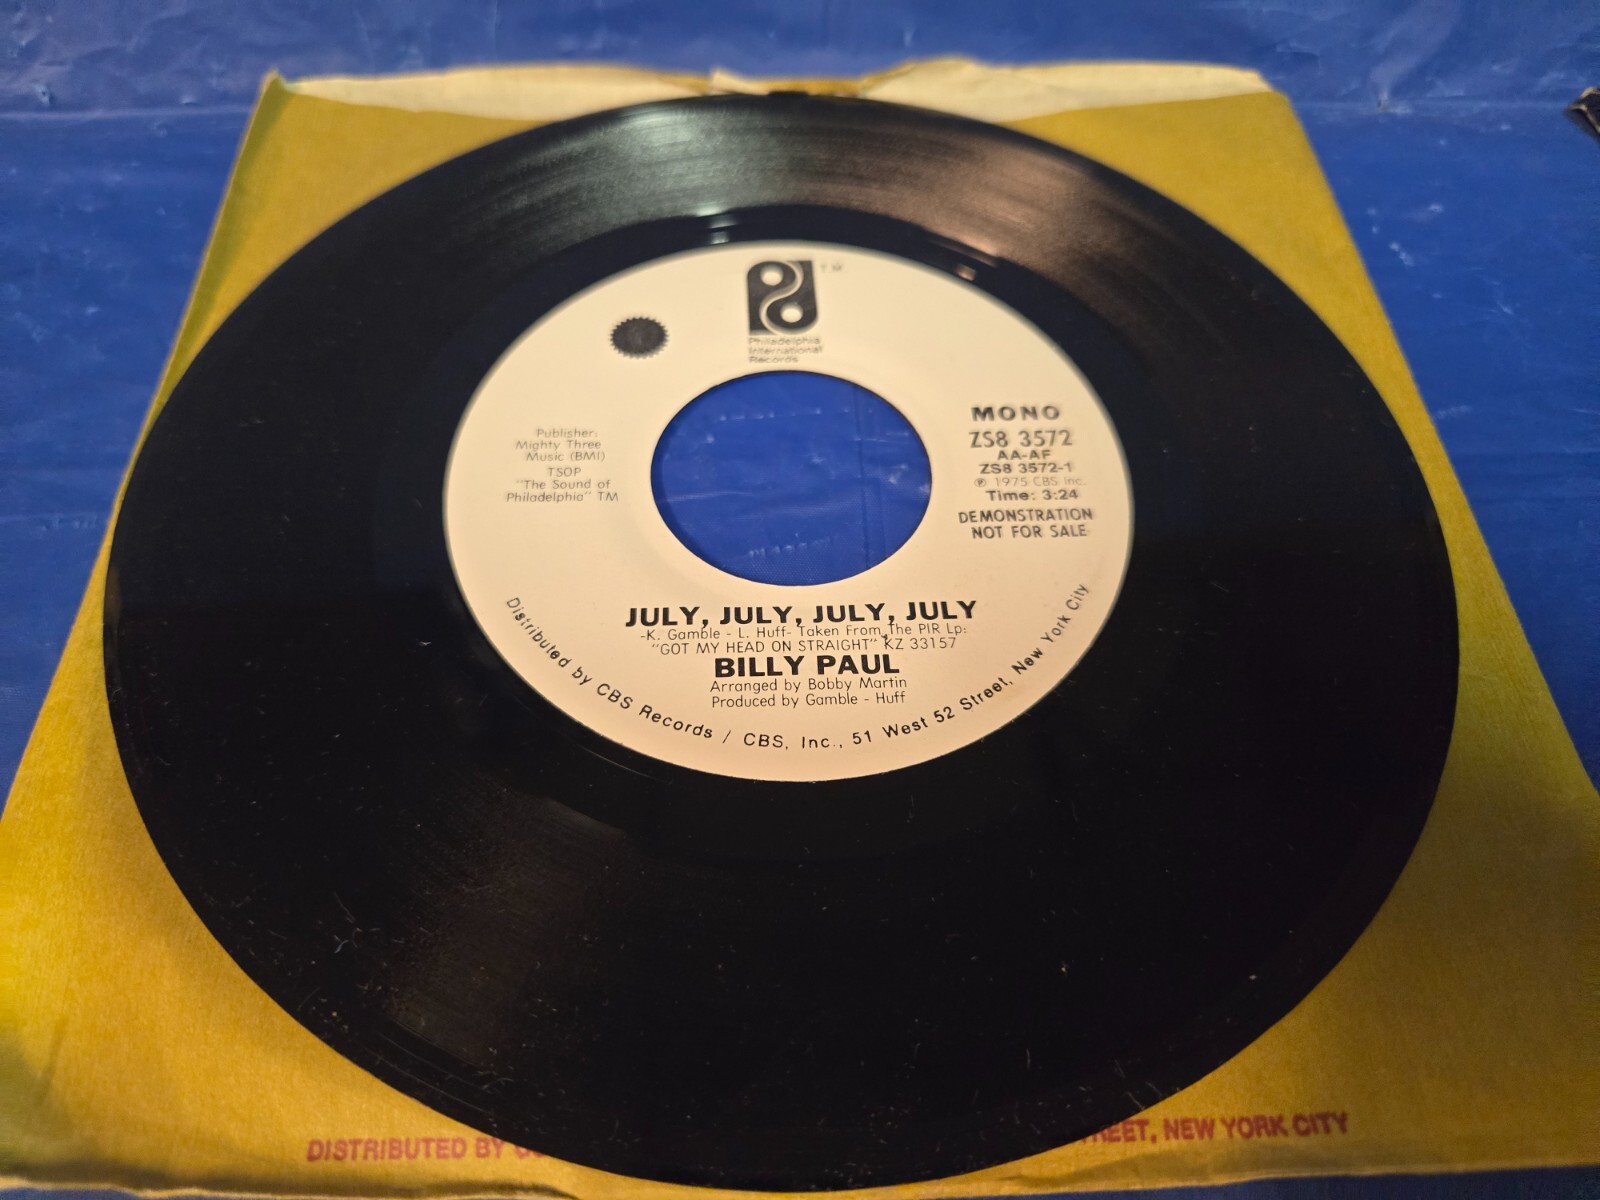 T.M.
Philadelphia
International
Records
Publisher:
Mighty Three
Music (BMI)
TSOP
"The Sound of
Philadelphia" TM
MONO
ZS8 3572
AA-AF
ZS8 3572-1
℗ 1975 CBS Inc.
Time: 3:24
DEMONSTRATION
NOT FOR SALE
JULY, JULY, JULY, JULY
-K. Gamble - L. Huff- Taken From The PIR Lp:
"GOT MY HEAD ON STRAIGHT" KZ 33157
BILLY PAUL
Arranged by Bobby Martin
Produced by Gamble - Huff
Distributed by CBS Records / CBS, Inc., 51 West 52 Street, New York City
DISTRIBUTED BY
NEW YORK CITY